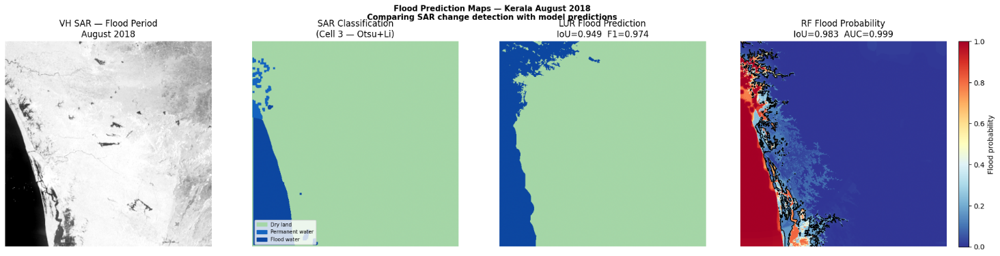 Flood Prediction Maps — Kerala August 2018
Comparing SAR change detection with model predictions
VH SAR — Flood Period
August 2018
SAR Classification
(Cell 3 — Otsu+Li)
Dry land
Permanent water
Flood water
LUR Flood Prediction
IoU=0.949 F1=0.974
RF Flood Probability
IoU=0.983 AUC=0.999
1.0
0.8
0.6
0.4
0.2
0.0
Flood probability